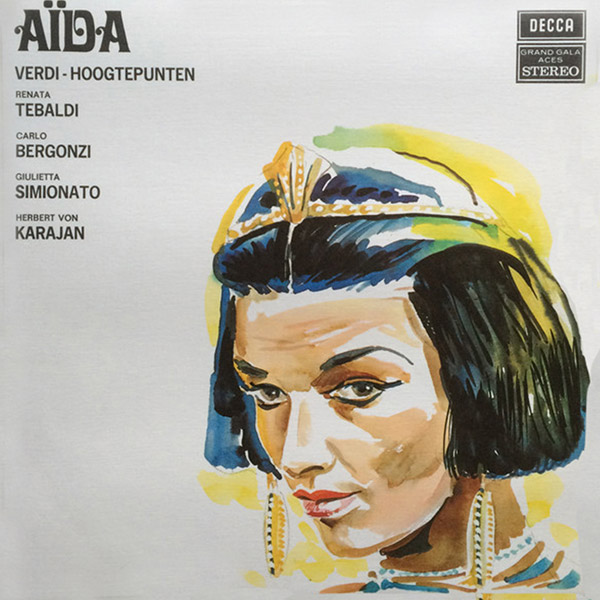 AÏDA
VERDI - HOOGTEPUNTEN
RENATA
TEBALDI
CARLO
BERGONZI
GIULIETTA
SIMIONATO
HERBERT VON
KARAJAN
DECCA
GRAND GALA
ACES
STEREO